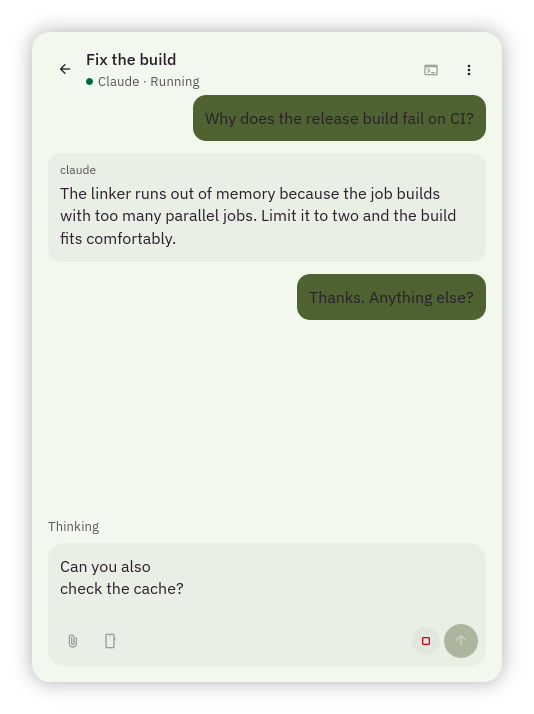 Fix the build
Claude · Running
Why does the release build fail on CI?
claude
The linker runs out of memory because the job builds
with too many parallel jobs. Limit it to two and the build
fits comfortably.
Thanks. Anything else?
Thinking
Can you also
check the cache?